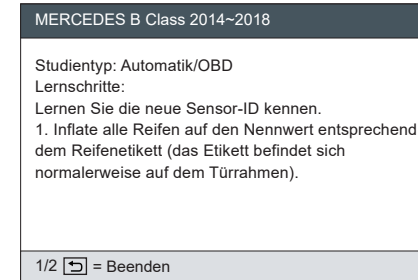 MERCEDES B Class 2014~2018
Studientyp: Automatik/OBD
Lernschritte:
Lernen Sie die neue Sensor-ID kennen.
1. Inflate alle Reifen auf den Nennwert entsprechend
dem Reifenetikett (das Etikett befindet sich
normalerweise auf dem Türrahmen).
1/2 = Beenden